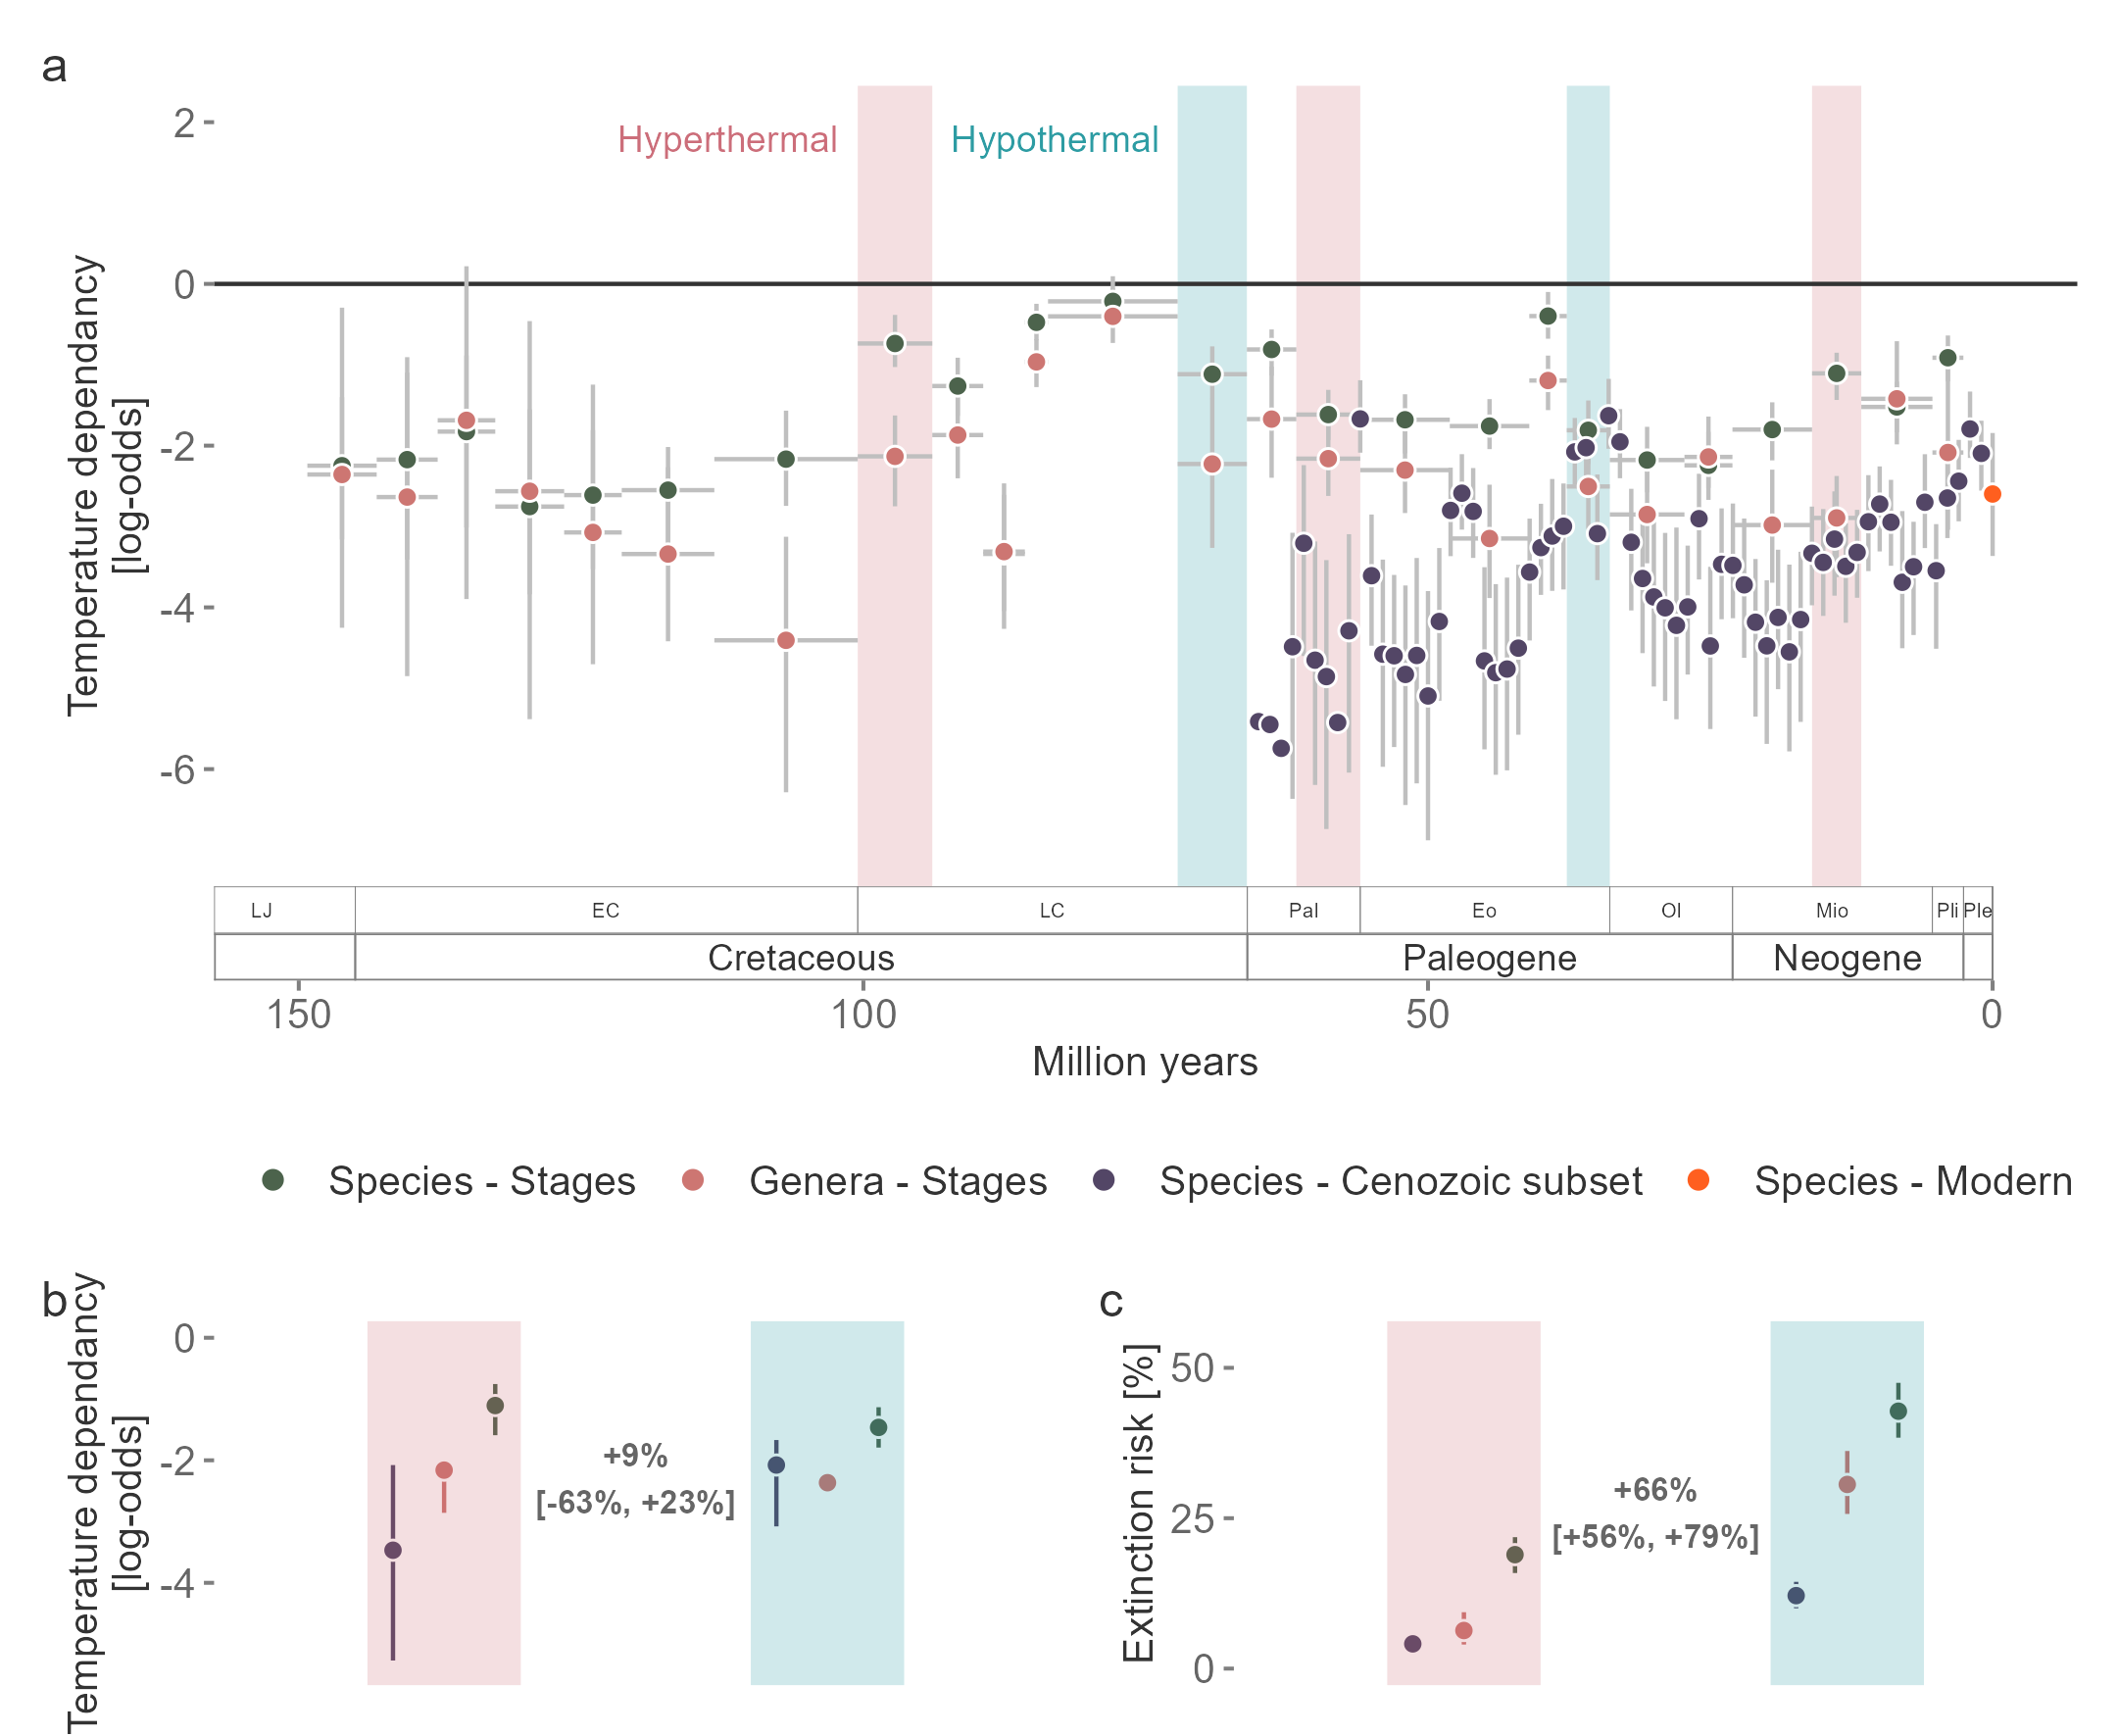 a
2
Hyperthermal
Hypothermal
0
-2
-4
-6
Temperature dependancy
[log-odds]
LJ
EC
LC
Pal
Eo
Ol
Mio
Pli
Ple
Cretaceous
Paleogene
Neogene
150
100
50
0
Million years
Species - Stages
Genera - Stages
Species - Cenozoic subset
Species - Modern
b
0
-2
-4
Temperature dependancy
[log-odds]
+9%
[-63%, +23%]
c
50
25
0
Extinction risk [%]
+66%
[+56%, +79%]